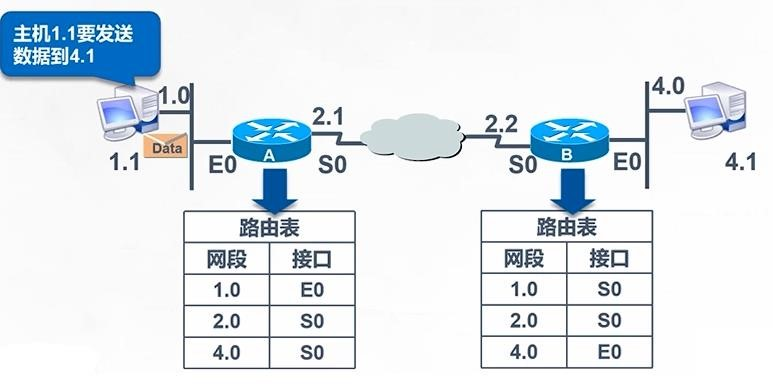 主机1.1要发送
数据到4.1
1.0
Data
1.1
E0
A
2.1
S0
2.2
S0
B
E0
4.0
4.1
路由表
网段 接口
1.0 E0
2.0 S0
4.0 S0
路由表
网段 接口
1.0 S0
2.0 S0
4.0 E0